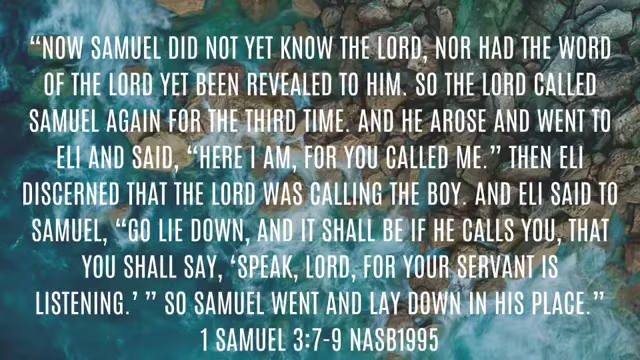 “NOW SAMUEL DID NOT YET KNOW THE LORD, NOR HAD THE WORD
OF THE LORD YET BEEN REVEALED TO HIM. SO THE LORD CALLED
SAMUEL AGAIN FOR THE THIRD TIME. AND HE AROSE AND WENT TO
ELI AND SAID, “HERE I AM, FOR YOU CALLED ME.” THEN ELI
DISCERNED THAT THE LORD WAS CALLING THE BOY. AND ELI SAID TO
SAMUEL, “GO LIE DOWN, AND IT SHALL BE IF HE CALLS YOU, THAT
YOU SHALL SAY, ‘SPEAK, LORD, FOR YOUR SERVANT IS
LISTENING.’ ” SO SAMUEL WENT AND LAY DOWN IN HIS PLACE.”
1 SAMUEL 3:7-9 NASB1995